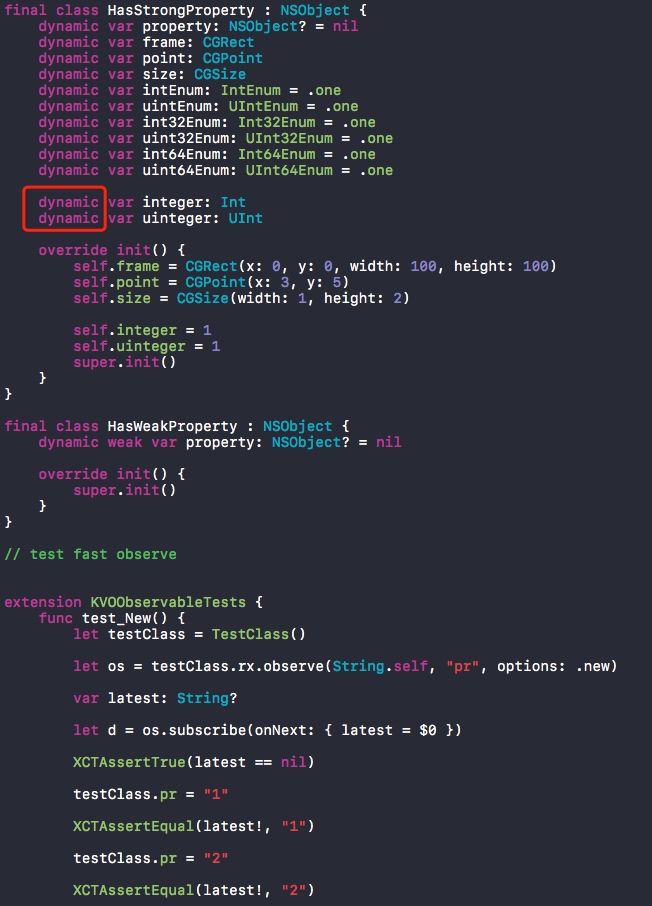 final class HasStrongProperty : NSObject {
    dynamic var property: NSObject? = nil
    dynamic var frame: CGRect
    dynamic var point: CGPoint
    dynamic var size: CGSize
    dynamic var intEnum: IntEnum = .one
    dynamic var uintEnum: UIntEnum = .one
    dynamic var int32Enum: Int32Enum = .one
    dynamic var uint32Enum: UInt32Enum = .one
    dynamic var int64Enum: Int64Enum = .one
    dynamic var uint64Enum: UInt64Enum = .one
    dynamic var integer: Int
    dynamic var uinteger: UInt
    override init() {
        self.frame = CGRect(x: 0, y: 0, width: 100, height: 100)
        self.point = CGPoint(x: 3, y: 5)
        self.size = CGSize(width: 1, height: 2)
        self.integer = 1
        self.uinteger = 1
        super.init()
    }
}
final class HasWeakProperty : NSObject {
    dynamic weak var property: NSObject? = nil
    override init() {
        super.init()
    }
}
// test fast observe
extension KVOObservableTests {
    func test_New() {
        let testClass = TestClass()
        let os = testClass.rx.observe(String.self, "pr", options: .new)
        var latest: String?
        let d = os.subscribe(onNext: { latest = $0 })
        XCTAssertTrue(latest == nil)
        testClass.pr = "1"
        XCTAssertEqual(latest!, "1")
        testClass.pr = "2"
        XCTAssertEqual(latest!, "2")